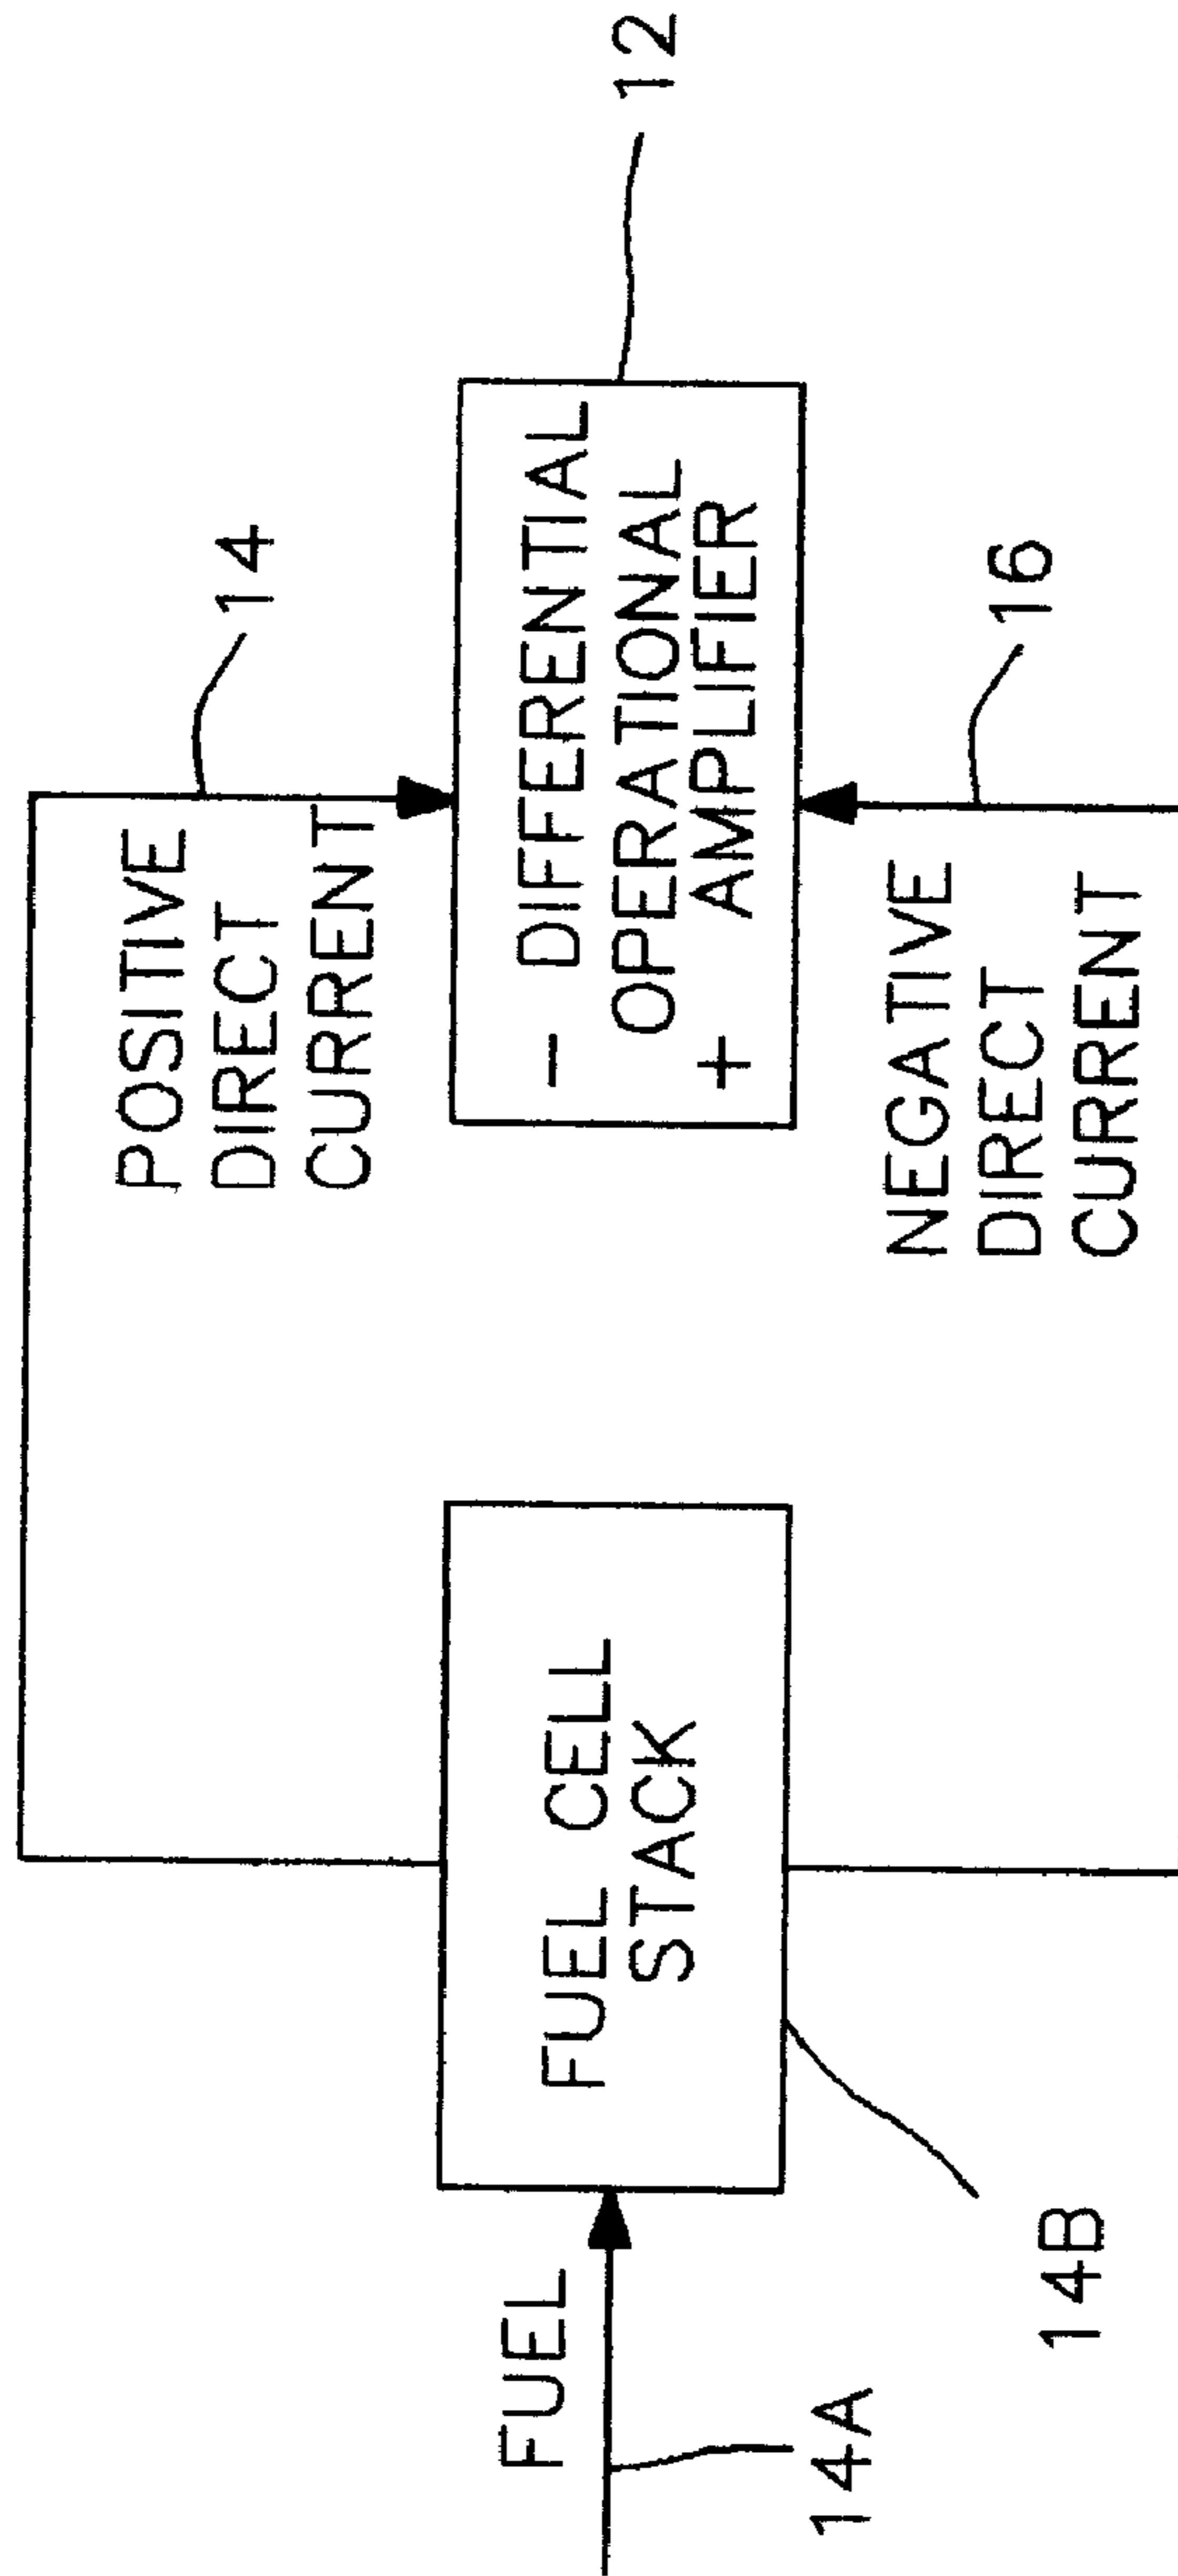 POSITIVE
DIRECT
CURRENT
14
FUEL
14A
FUEL CELL
STACK
14B
- DIFFERENTIAL
OPERATIONAL
+ AMPLIFIER
12
NEGATIVE
DIRECT
CURRENT
16